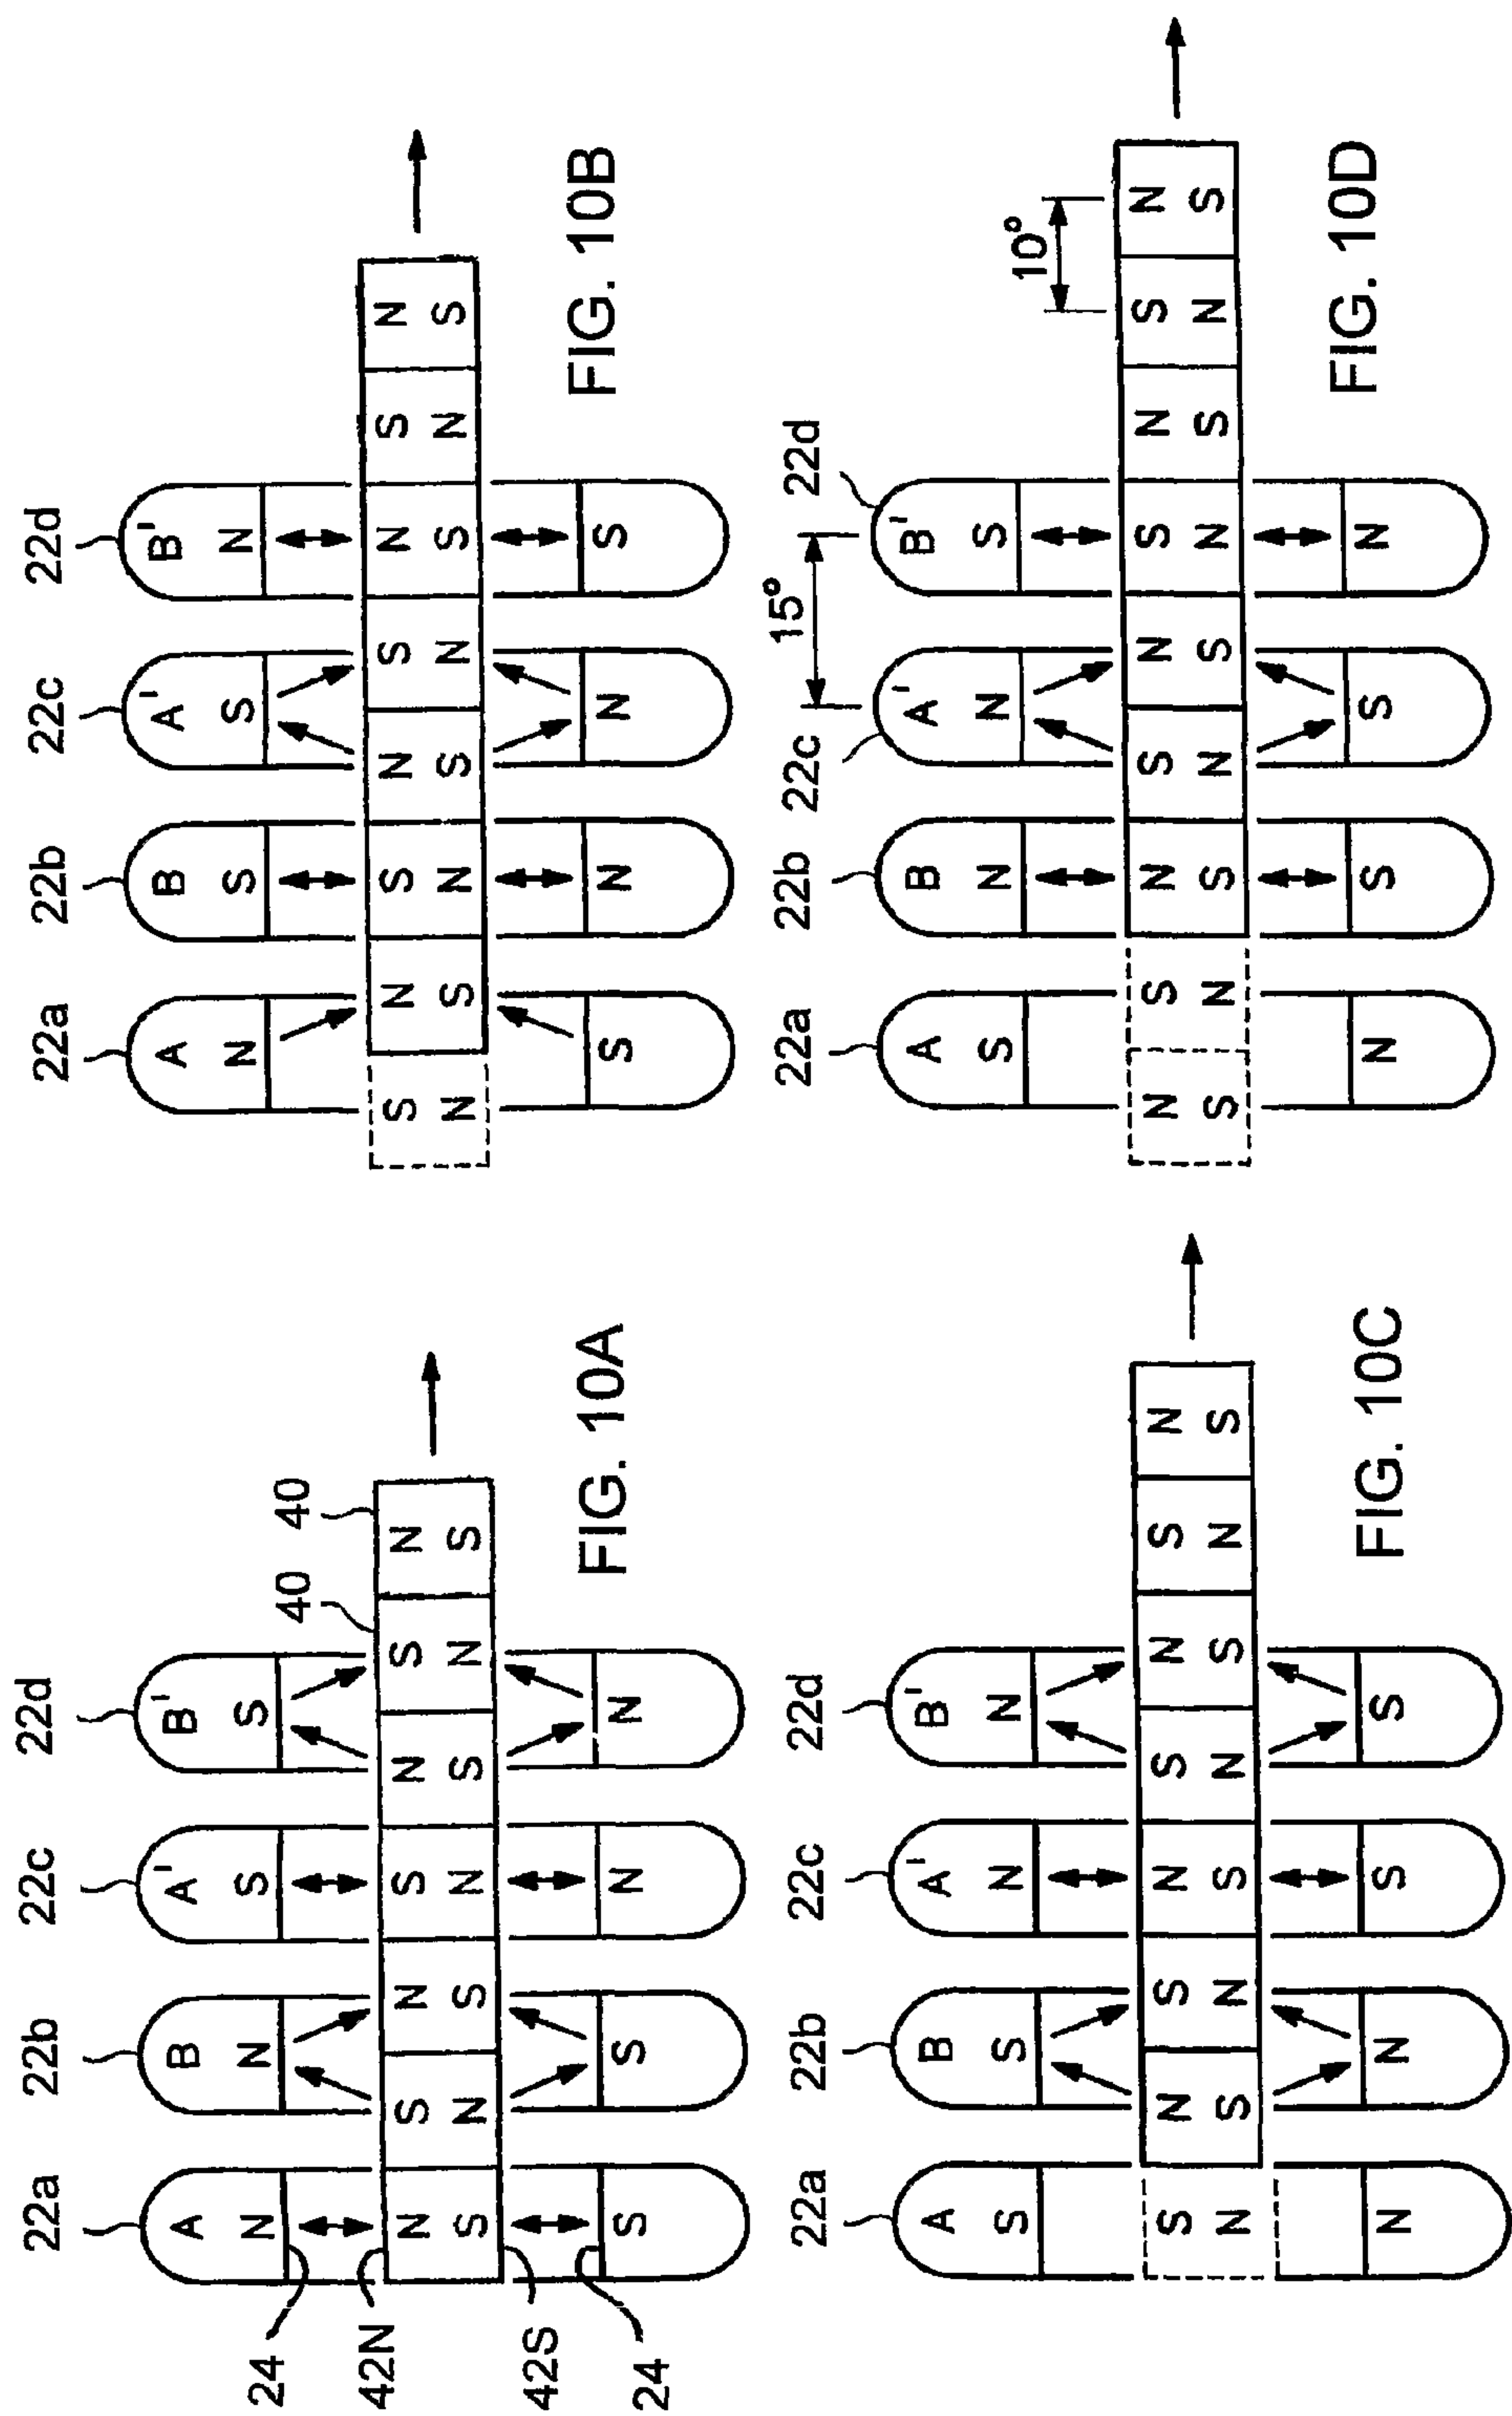 22a 22b 22c 22d
A B A' B'
N N S S
40 40
24
42N
N S N S N S N
S N S N S N S
42S
24
S S N N
FIG. 10A
22a 22b 22c 22d
A B A' B'
N S S N
S N S N S N S N
N S N S N S N S
S N N S
FIG. 10B
22a 22b 22c 22d
A B A' B'
S S N N
S N S N S N S N
N S N S N S N S
N N S S
FIG. 10C
22a 22b 22c 15° 22d
A B A' B'
S N N S
10°
N S N S N S N S N
S N S N S N S N S
N S S N
FIG. 10D